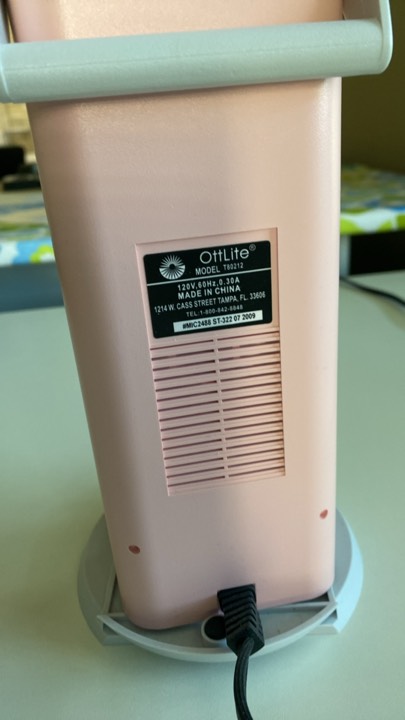 OttLite®
MODEL T80212
120V,60Hz,0.30A
MADE IN CHINA
1214 W. CASS STREET TAMPA, FL. 33606
TEL:1-800-842-8848
#MIC2488 ST-322 07 2009